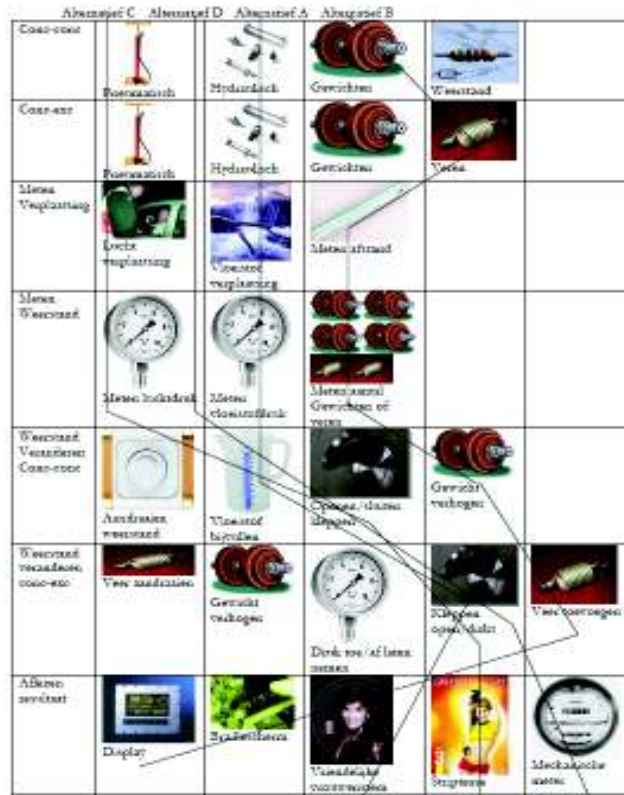 Alternatief C Alternatief D Alternatief A Alternatief B
Conc-conc
Pneumatisch
Hydraulisch
Gewichten
Weerstand
Conc-exc
Pneumatisch
Hydraulisch
Gewichten
Veren
Meten
Verplaatsing
Lucht
verplaatsing
Vloeistof
verplaatsing
Meten afstand
Meten
Weerstand
Meten luchtdruk
Meten
vloeistofdruk
Meten aantal
Gewichten of
veren
Weerstand
Veranderen
Conc-conc
Aandraaien
weerstand
Vloeistof
bijvullen
Openen/sluiten
kleppen
Gewicht
verhogen
Weerstand
veranderen
conc-exc
Veer aandraaien
Gewicht
verhogen
Druk toe/af laten
nemen
Kleppen
open/dicht
Veer toevoegen
Aflezen
resultaat
Display
Vriendelijke
Mechanische
meter